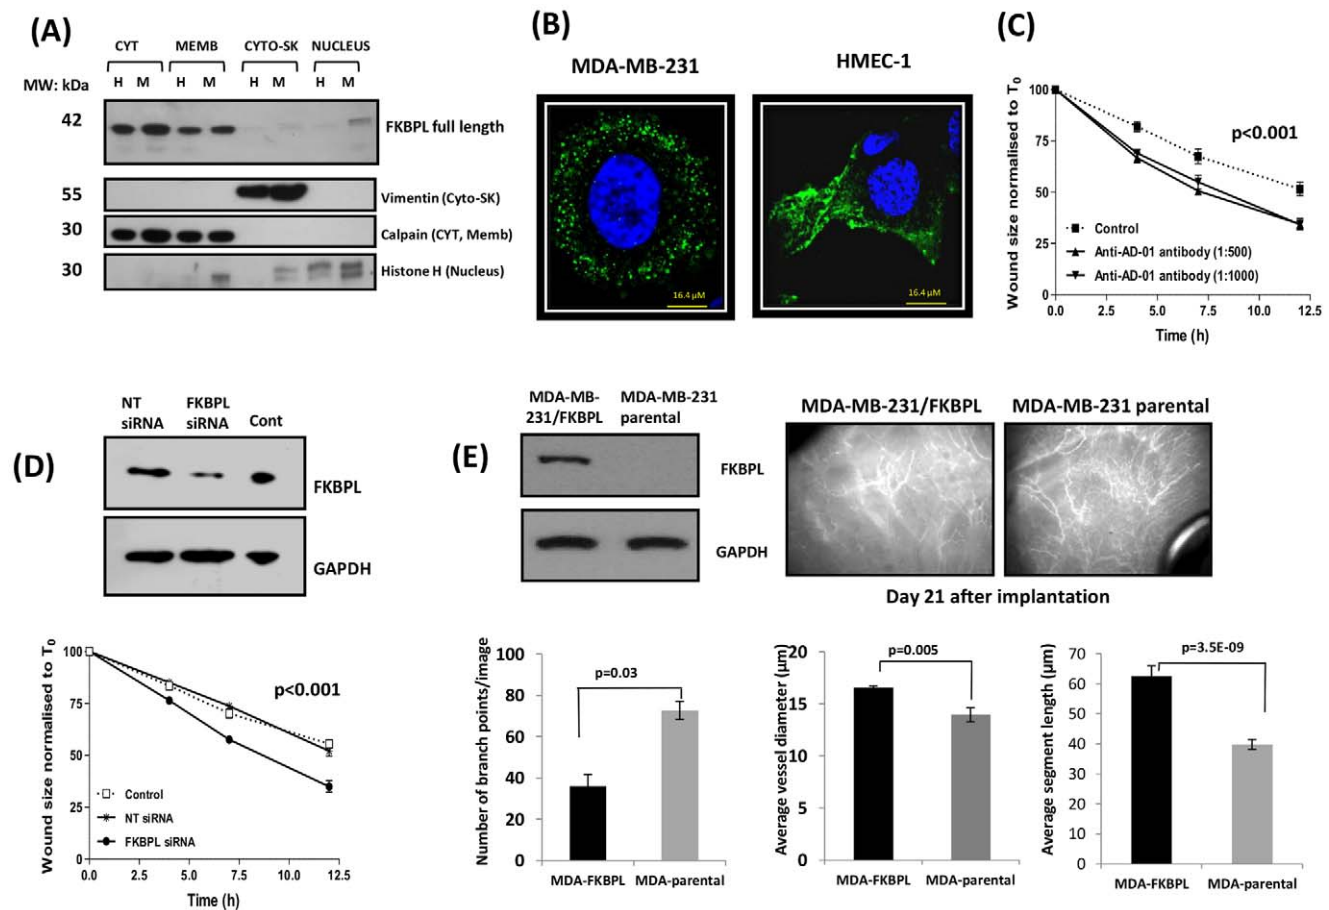 (A)
CYT MEMB CYTO-SK NUCLEUS
H M H M H M H M
MW: kDa
42
FKBPL full length
55
Vimentin (Cyto-SK)
30
Calpain (CYT, Memb)
30
Histone H (Nucleus)
(B)
MDA-MB-231
HMEC-1
16.4 μM
16.4 μM
(C)
Wound size normalised to T0
100
75
50
25
0
p<0.001
Control
Anti-AD-01 antibody (1:500)
Anti-AD-01 antibody (1:1000)
0.0 2.5 5.0 7.5 10.0 12.5
Time (h)
(D)
NT siRNA
FKBPL siRNA
Cont
FKBPL
GAPDH
Wound size normalised to T0
100
75
50
25
0
p<0.001
Control
NT siRNA
FKBPL siRNA
0.0 2.5 5.0 7.5 10.0 12.5
Time (h)
(E)
MDA-MB-
231/FKBPL
MDA-MB-231
parental
FKBPL
GAPDH
MDA-MB-231/FKBPL
MDA-MB-231 parental
Day 21 after implantation
Number of branch points/image
100
80
60
40
20
0
p=0.03
MDA-FKBPL MDA-parental
Average vessel diameter (μm)
20
15
10
5
0
p=0.005
MDA-FKBPL MDA-parental
Average segment length (μm)
70
60
50
40
30
20
10
0
p=3.5E-09
MDA-FKBPL MDA-parental